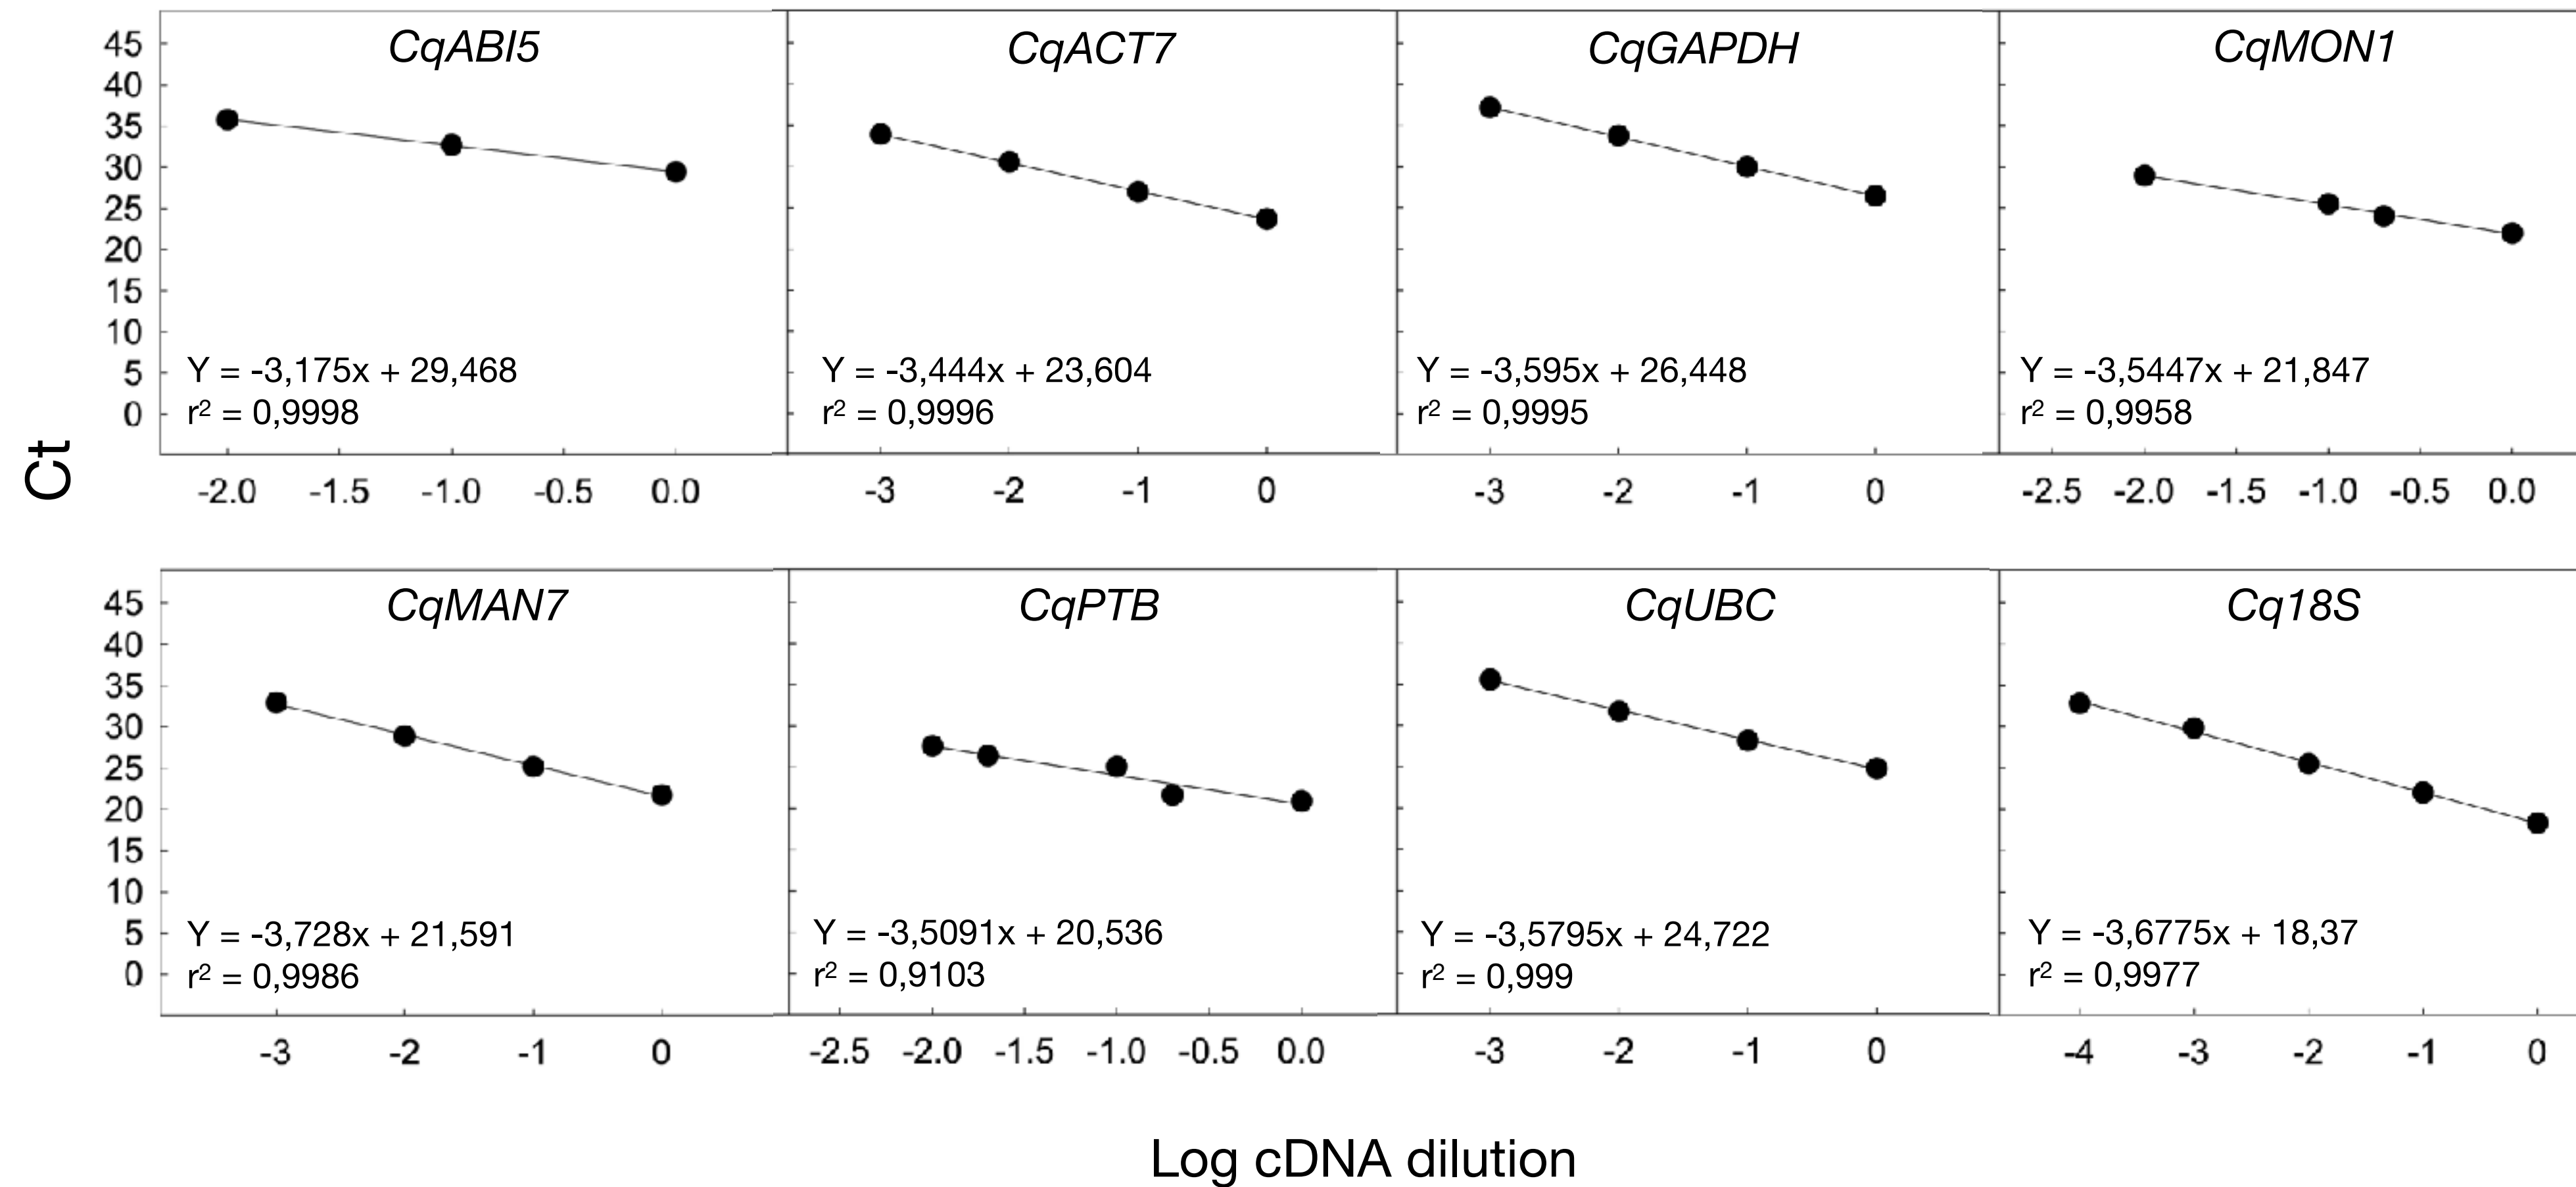 CqABI5 CqACT7 CqGAPDH CqMON1
45
40
35
30
25
20
15
10
5
0
Y = -3,175x + 29,468
r² = 0,9998
Y = -3,444x + 23,604
r² = 0,9996
Y = -3,595x + 26,448
r² = 0,9995
Y = -3,5447x + 21,847
r² = 0,9958
Ct
-2.0 -1.5 -1.0 -0.5 0.0
-3 -2 -1 0
-3 -2 -1 0
-2.5 -2.0 -1.5 -1.0 -0.5 0.0
CqMAN7 CqPTB CqUBC Cq18S
45
40
35
30
25
20
15
10
5
0
Y = -3,728x + 21,591
r² = 0,9986
Y = -3,5091x + 20,536
r² = 0,9103
Y = -3,5795x + 24,722
r² = 0,999
Y = -3,6775x + 18,37
r² = 0,9977
-3 -2 -1 0
-2.5 -2.0 -1.5 -1.0 -0.5 0.0
-3 -2 -1 0
-4 -3 -2 -1 0
Log cDNA dilution